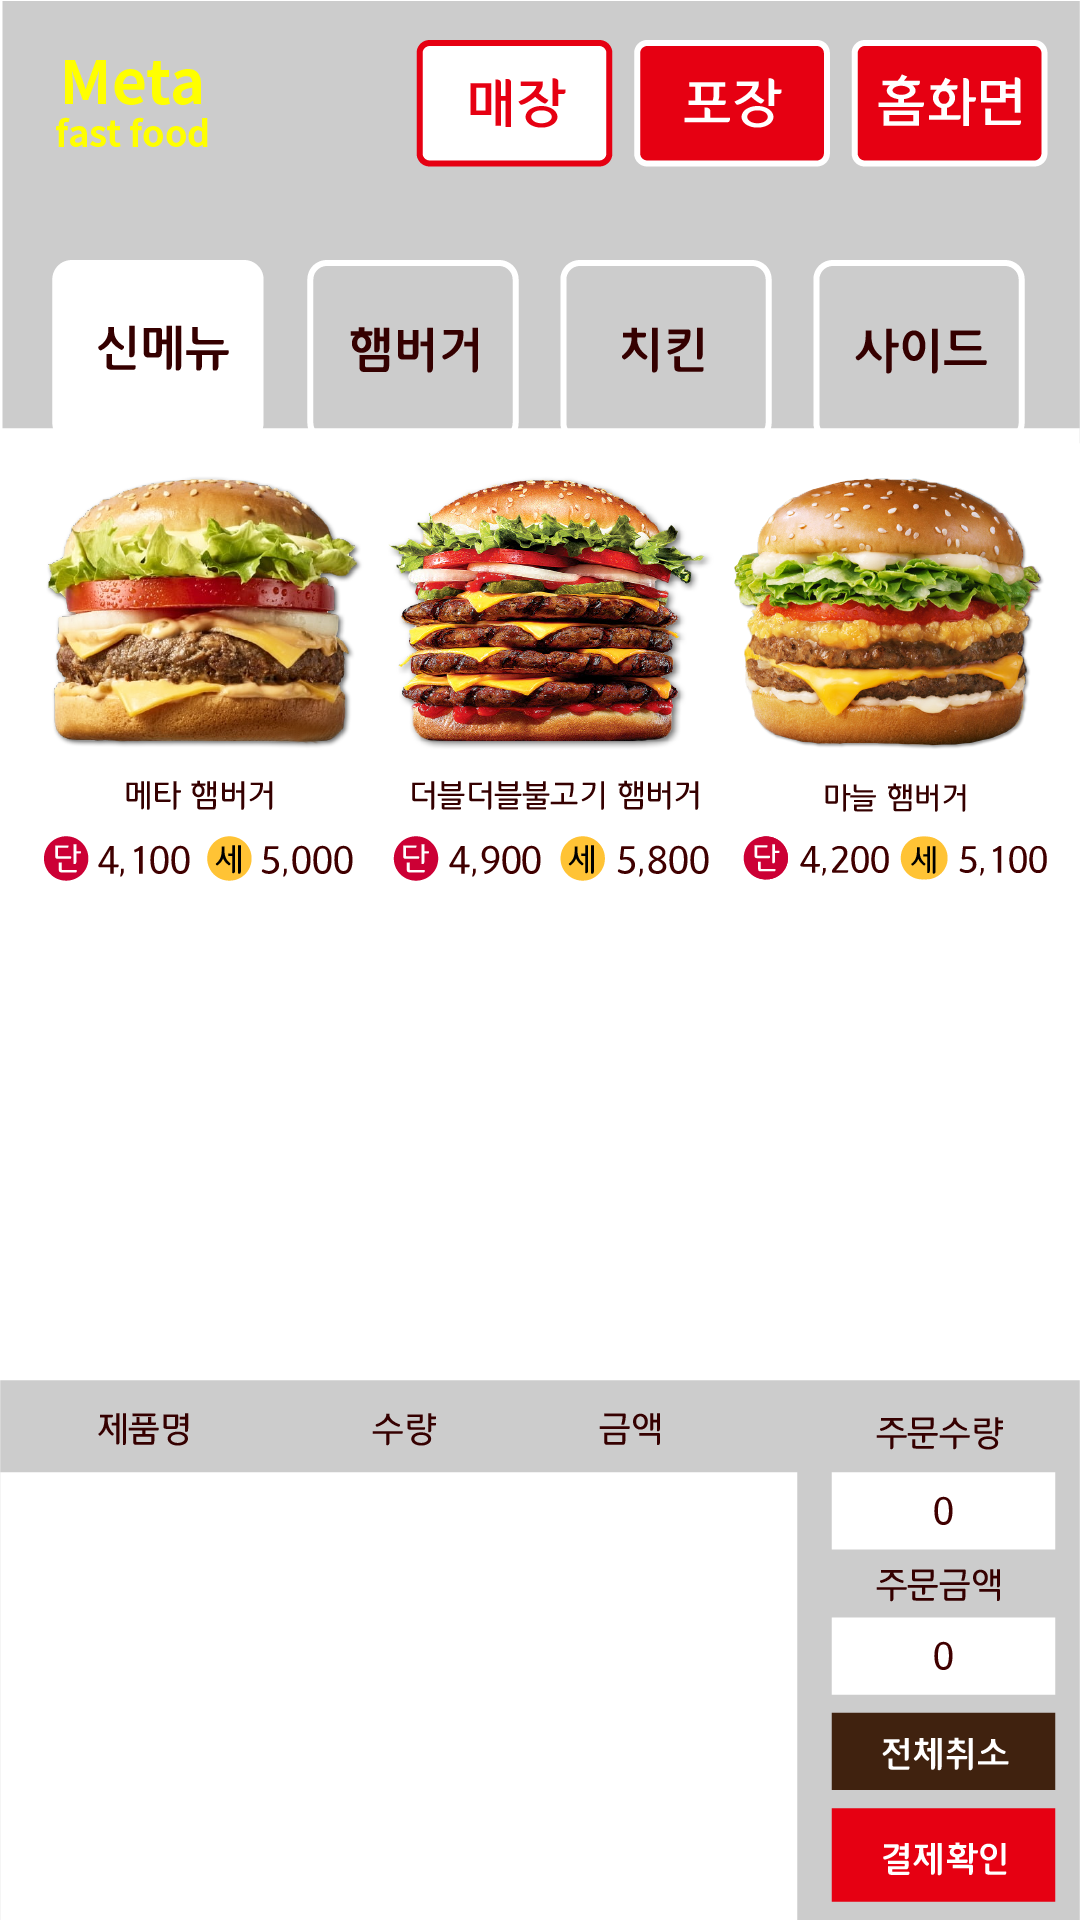 Meta
fast food
매장 포장 홈화면
신메뉴 햄버거 치킨 사이드
메타 햄버거 더블더블불고기 햄버거 마늘 햄버거
단 4,100 세 5,000 단 4,900 세 5,800 단 4,200 세 5,100
제품명 수량 금액 주문수량
0
주문금액
0
전체취소
결제확인